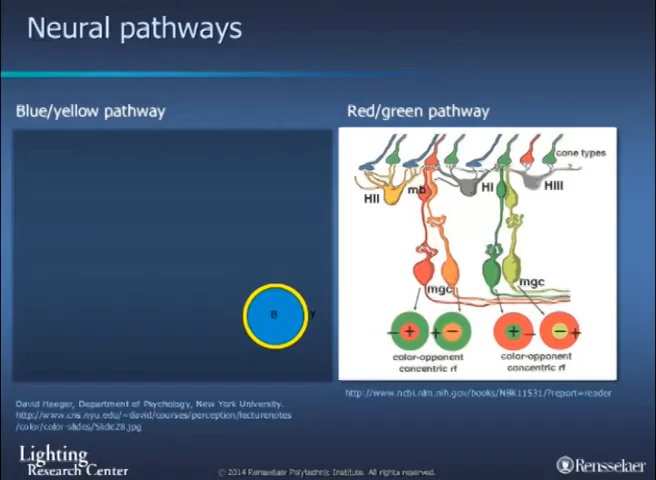 Neural pathways
Blue/yellow pathway
Red/green pathway
cone types
HII
mb
HI
HIII
mgc
mgc
B
Y
+
−
+
−
+
−
−
+
color-opponent
concentric rf
color-opponent
concentric rf
David Heeger, Department of Psychology, New York University.
http://www.cns.nyu.edu/~david/courses/perception/lecturenotes
/color/color-slides/Slide28.jpg
http://www.ncbi.nlm.nih.gov/books/NBK11531/?report=reader
Lighting
Research Center
© 2014 Rensselaer Polytechnic Institute. All rights reserved.
Rensselaer